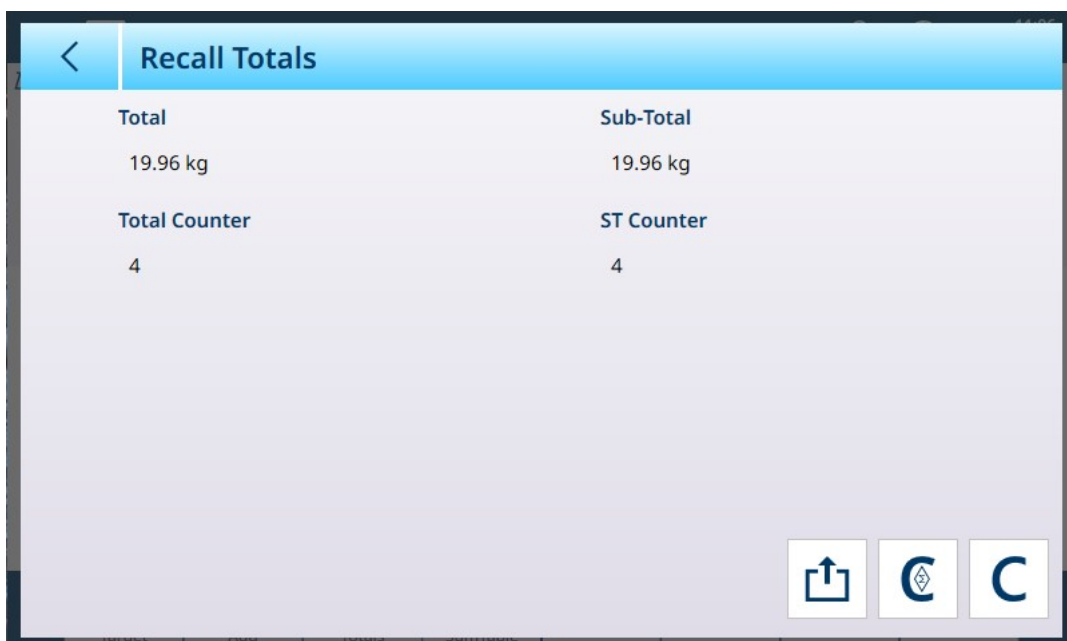 Recall Totals
Total
Sub-Total
19.96 kg
19.96 kg
Total Counter
ST Counter
4
4
C
C